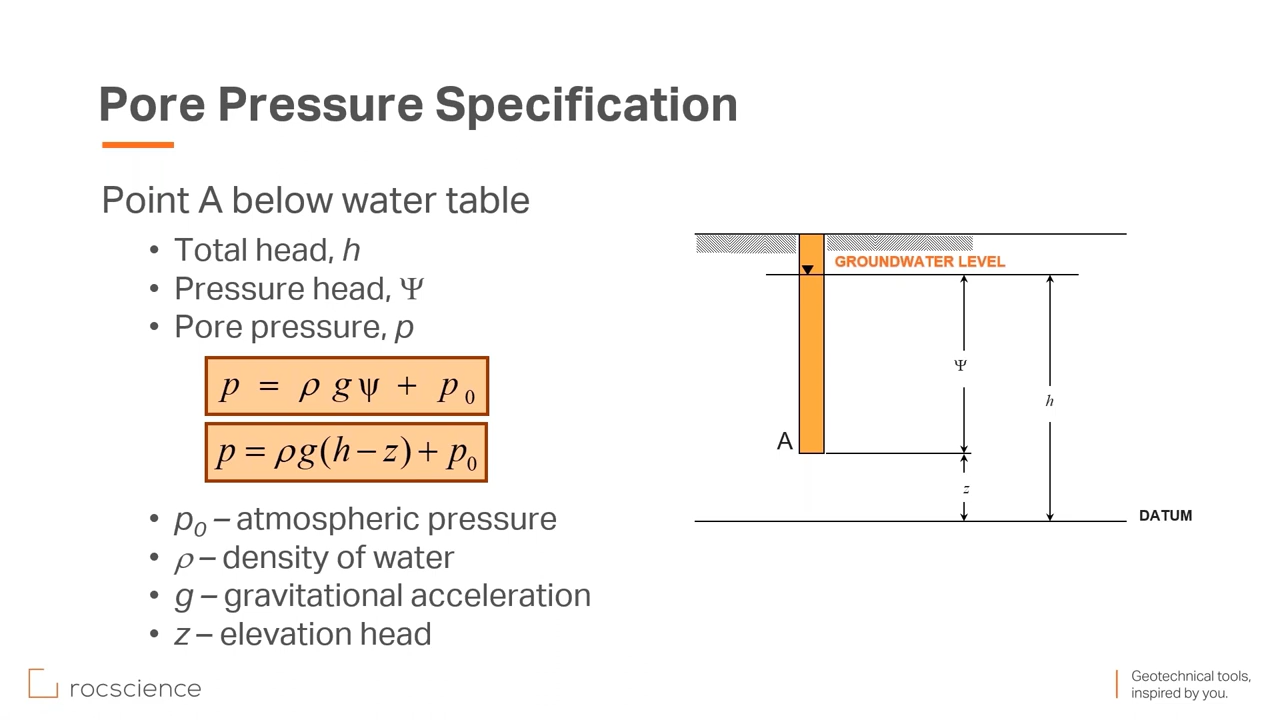 Pore Pressure Specification
Point A below water table
• Total head, h
• Pressure head, Ψ
• Pore pressure, p
p = ρ g ψ + p₀
p = ρg(h − z) + p₀
• p₀ – atmospheric pressure
• ρ – density of water
• g – gravitational acceleration
• z – elevation head
GROUNDWATER LEVEL
Ψ
h
A
z
DATUM
rocscience
Geotechnical tools,
inspired by you.